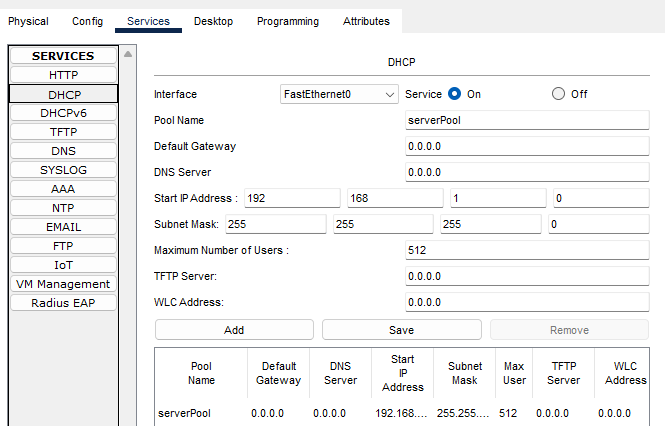 Physical Config Services Desktop Programming Attributes
SERVICES
HTTP
DHCP
DHCPv6
TFTP
DNS
SYSLOG
AAA
NTP
EMAIL
FTP
IoT
VM Management
Radius EAP
DHCP
Interface FastEthernet0 Service On Off
Pool Name serverPool
Default Gateway 0.0.0.0
DNS Server 0.0.0.0
Start IP Address : 192 168 1 0
Subnet Mask: 255 255 255 0
Maximum Number of Users : 512
TFTP Server: 0.0.0.0
WLC Address: 0.0.0.0
Add Save Remove
Pool Name Default Gateway DNS Server Start IP Address Subnet Mask Max User TFTP Server WLC Address
serverPool 0.0.0.0 0.0.0.0 192.168.... 255.255.... 512 0.0.0.0 0.0.0.0